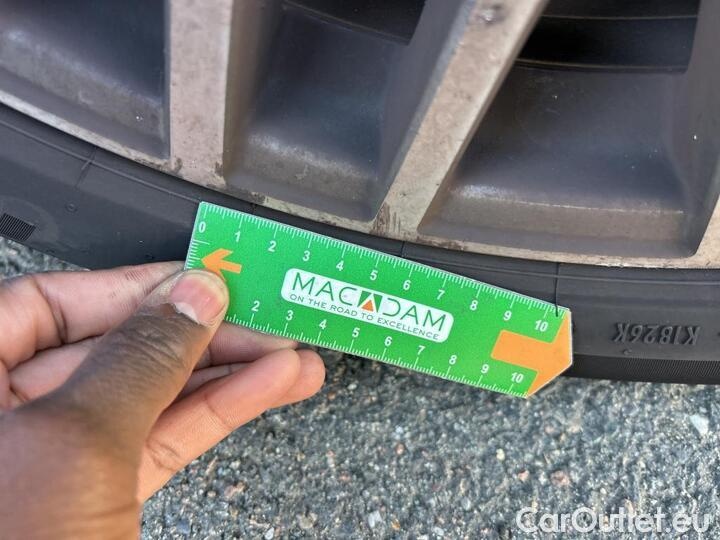 0 1 2 3 4 5 6 7 8 9 10
MACADAM
ON THE ROAD TO EXCELLENCE
2 3 4 5 6 7 8 9 10
K1B26K
CarOutlet.eu